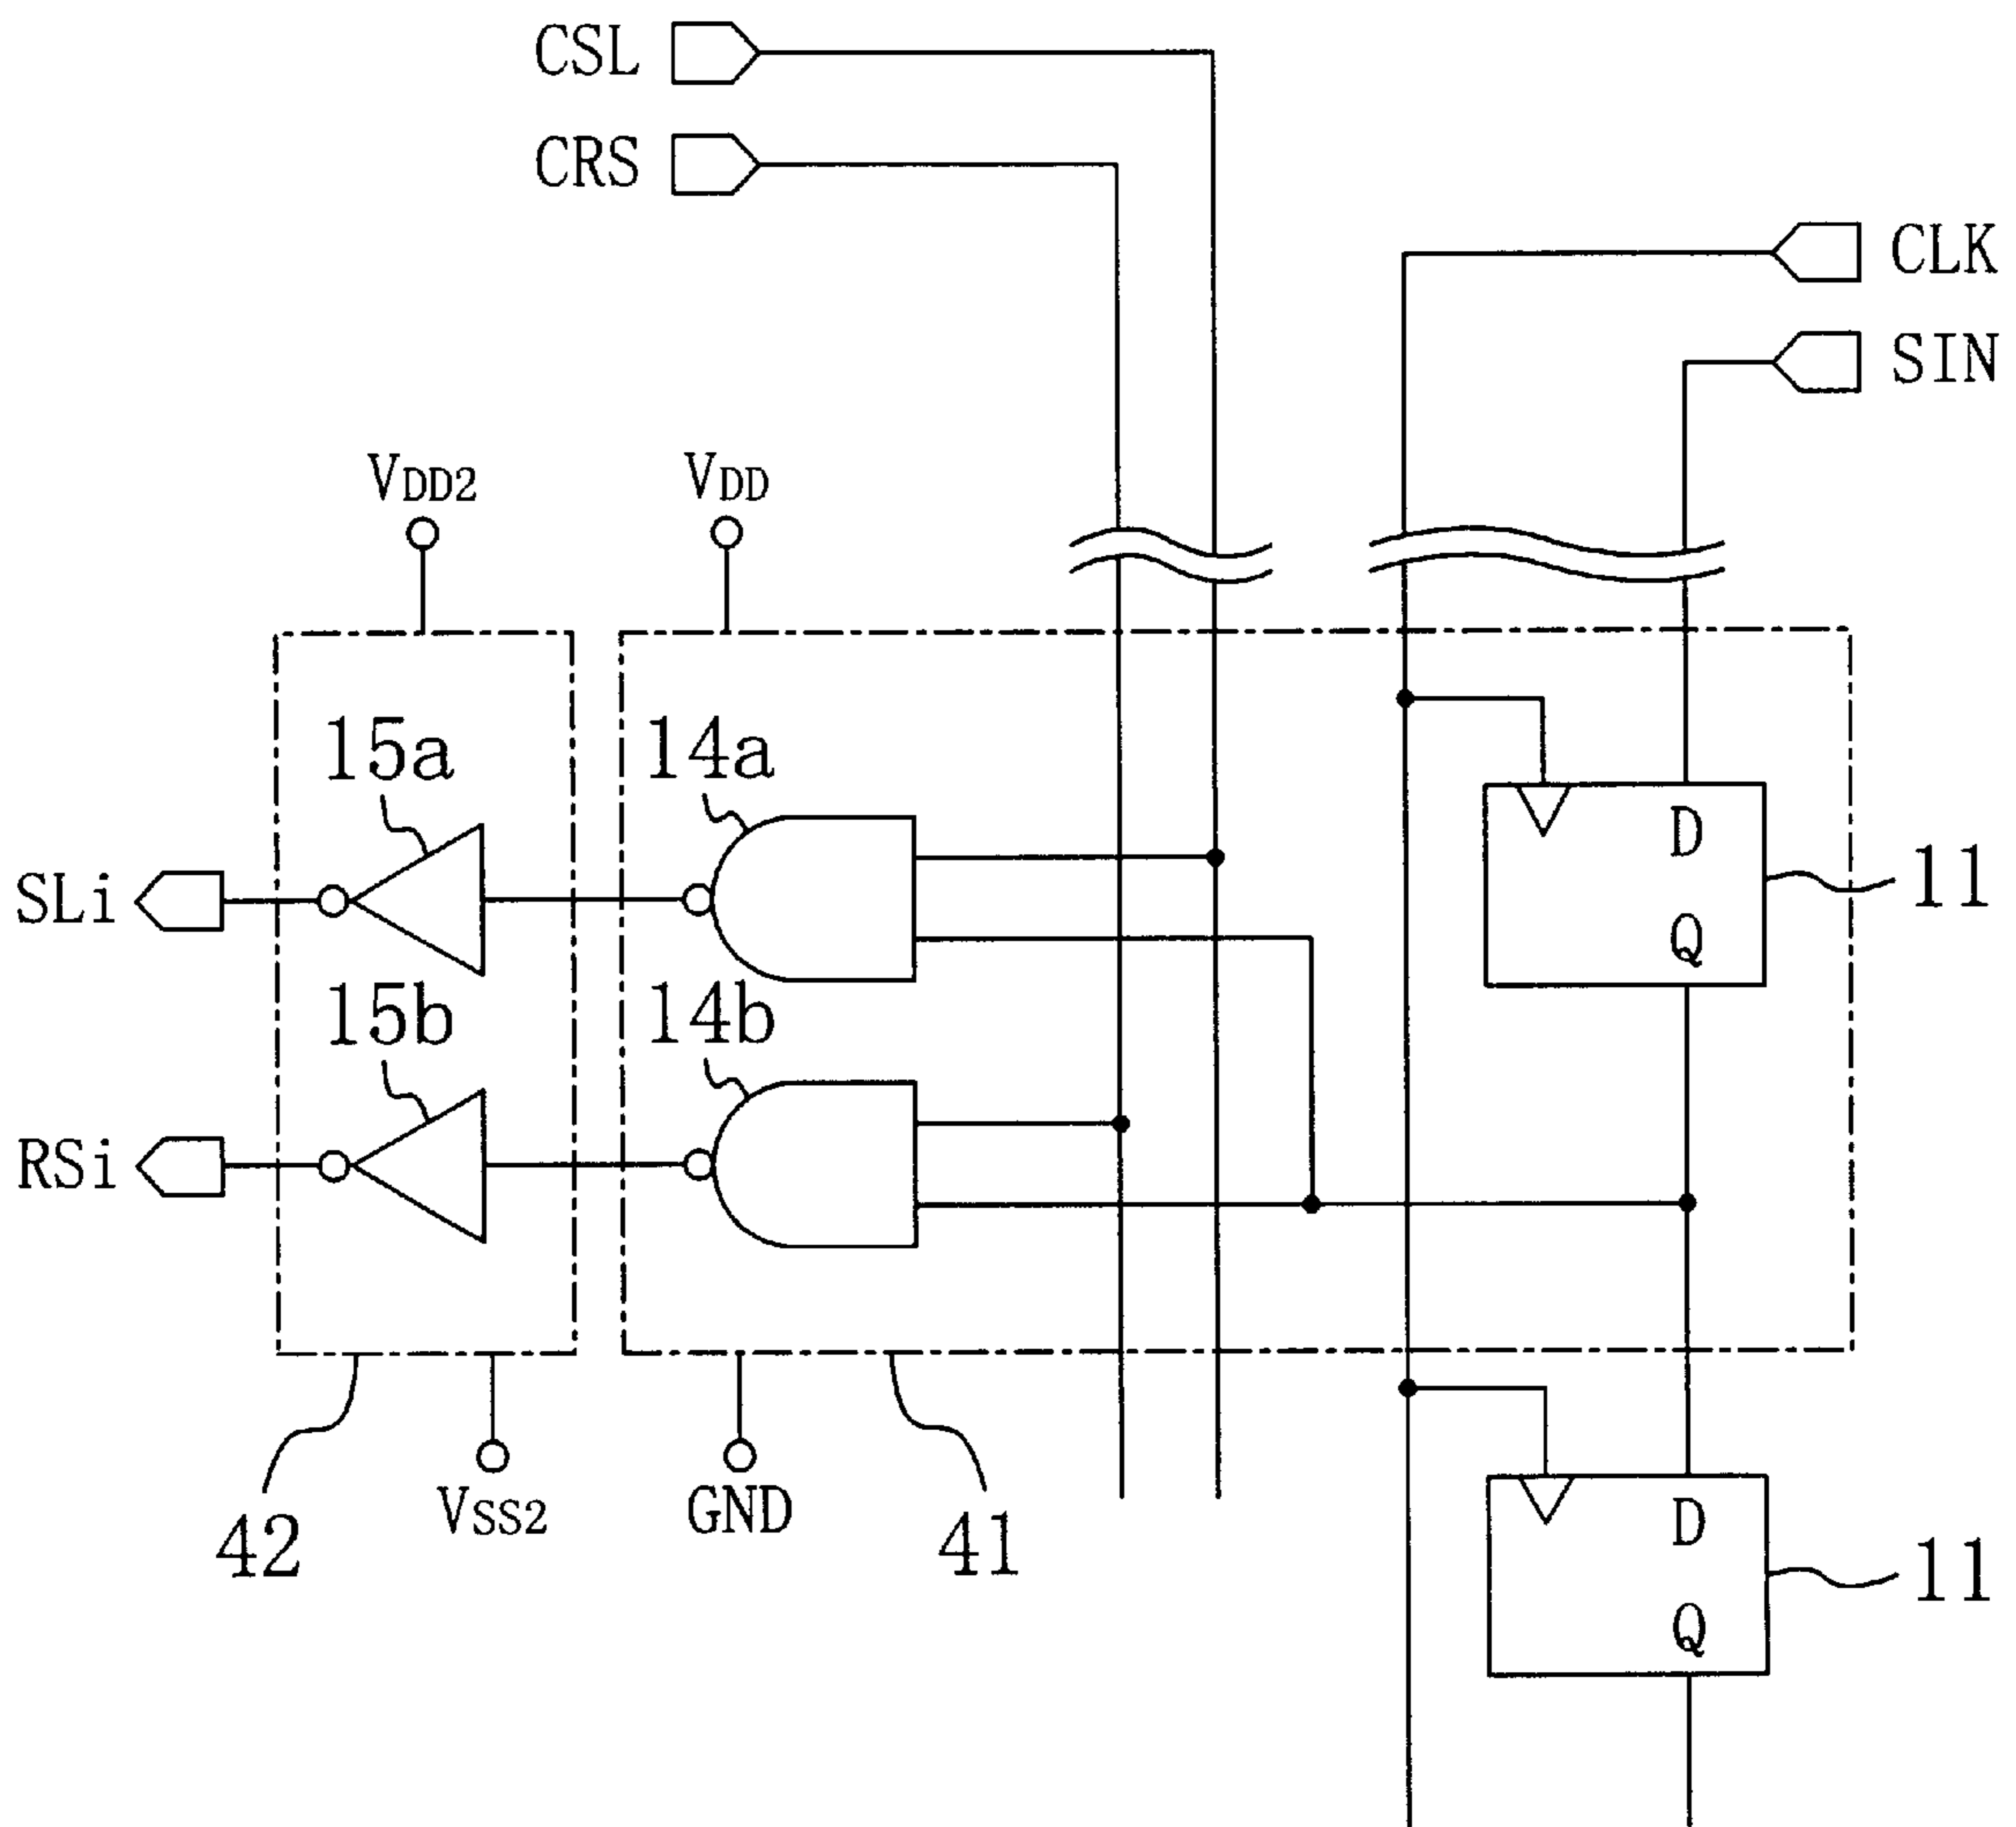 CSL
CRS
CLK
SIN
VDD2
VDD
15a
14a
D
SLi
11
Q
15b
14b
RSi
VSS2
GND
42
41
D
11
Q